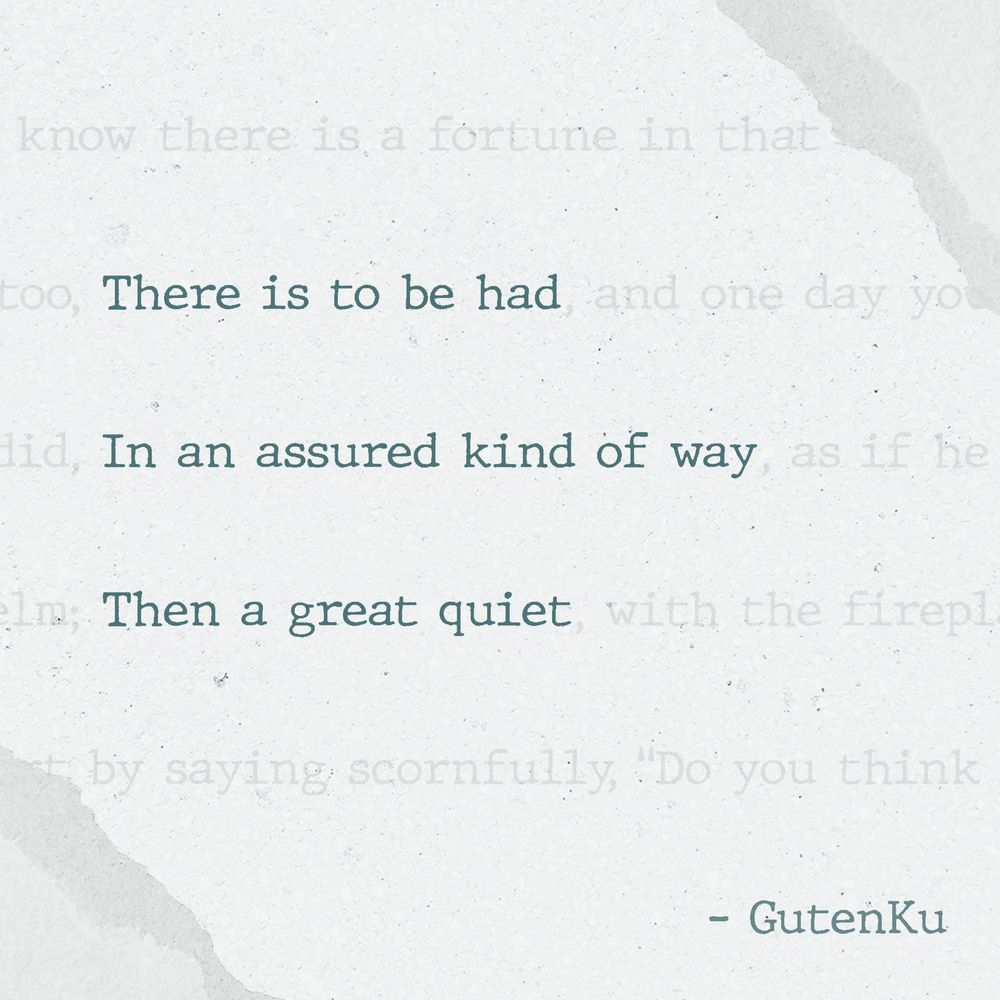 know there is a fortune in that
too, There is to be had, and one day yo
did, In an assured kind of way, as if he
elm; Then a great quiet, with the firepl
rt by saying scornfully, "Do you think
- GutenKu